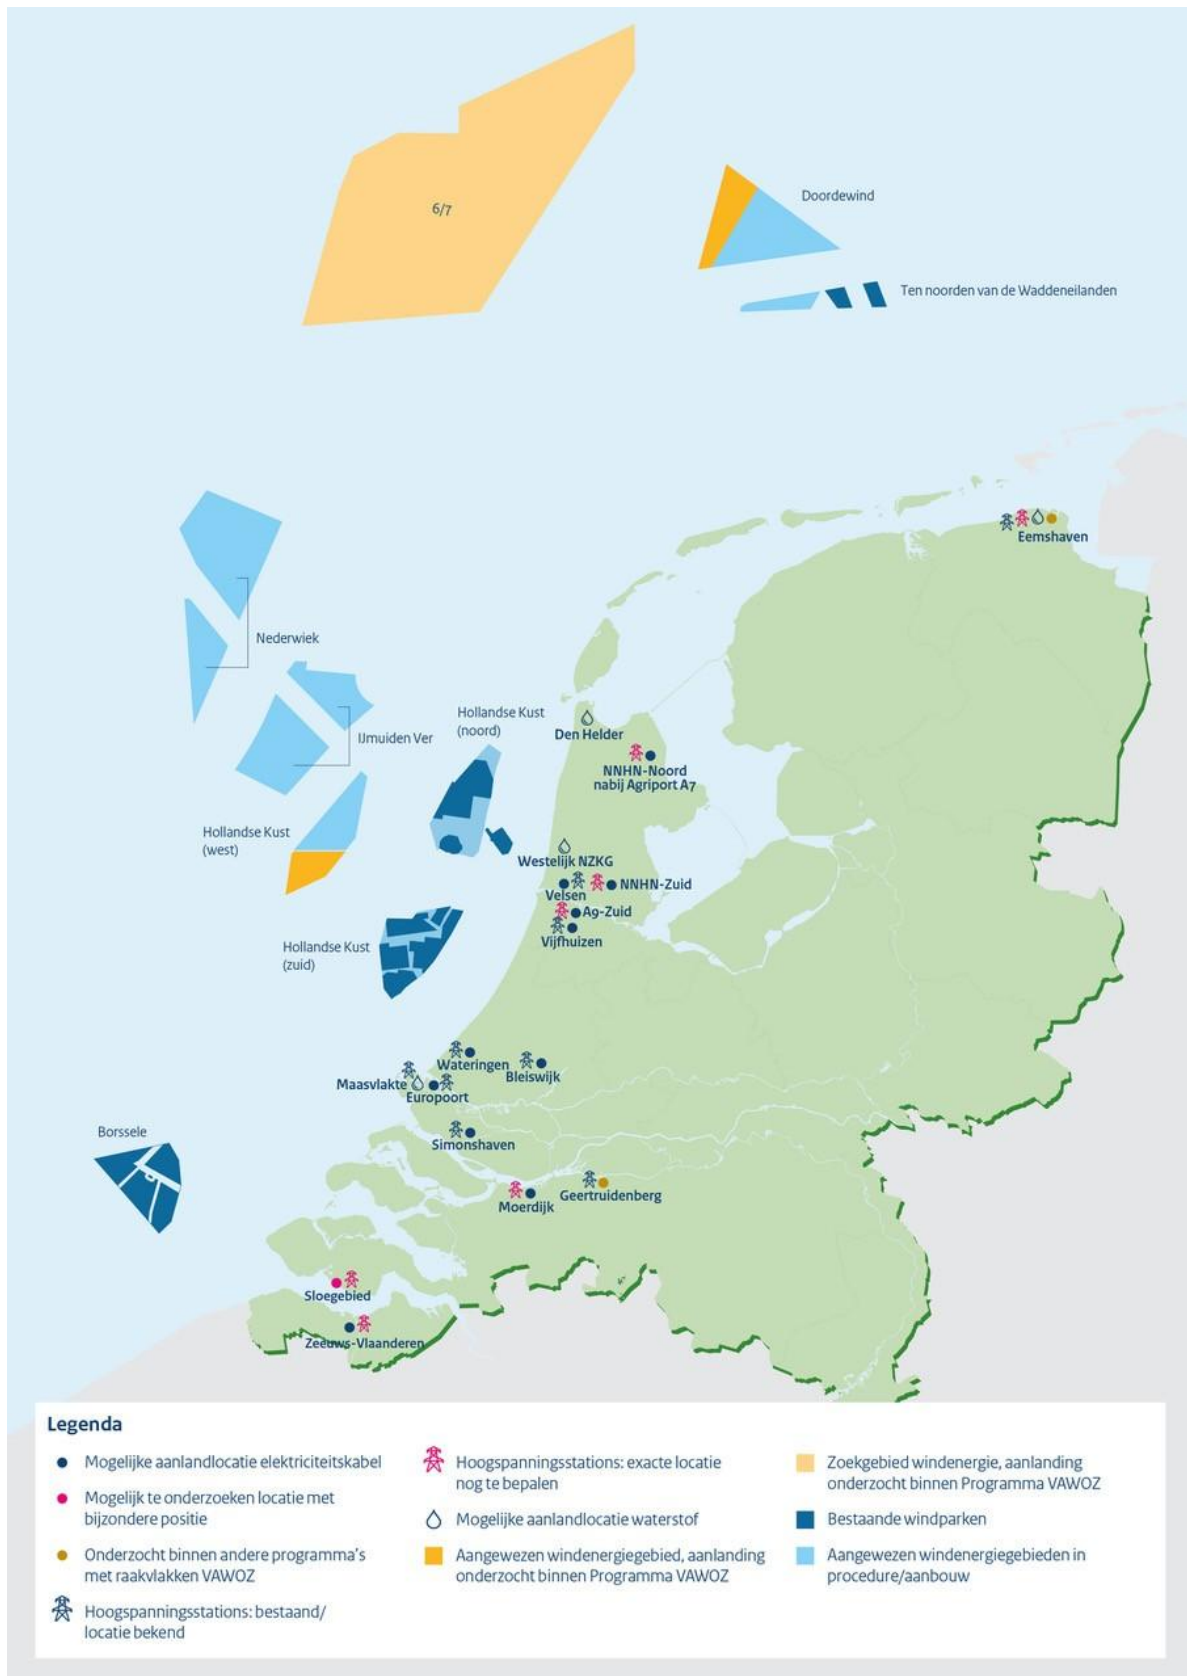 6/7
Doordewind
Ten noorden van de Waddeneilanden
Eemshaven
Nederwiek
IJmuiden Ver
Hollandse Kust
(noord)
Den Helder
NNHN-Noord
nabij Agriport A7
Hollandse Kust
(west)
Westelijk NZKG
Velsen
NNHN-Zuid
A9-Zuid
Vijfhuizen
Hollandse Kust
(zuid)
Wateringen
Bleiswijk
Maasvlakte
Europoort
Simonshaven
Borssele
Geertruidenberg
Moerdijk
Sloegebied
Zeeuws-Vlaanderen
Legenda
Mogelijke aanlandlocatie elektriciteitskabel
Mogelijk te onderzoeken locatie met
bijzondere positie
Onderzocht binnen andere programma's
met raakvlakken VAWOZ
Hoogspanningsstations: bestaand/
locatie bekend
Hoogspanningsstations: exacte locatie
nog te bepalen
Mogelijke aanlandlocatie waterstof
Aangewezen windenergiegebied, aanlanding
onderzocht binnen Programma VAWOZ
Zoekgebied windenergie, aanlanding
onderzocht binnen Programma VAWOZ
Bestaande windparken
Aangewezen windenergiegebieden in
procedure/aanbouw